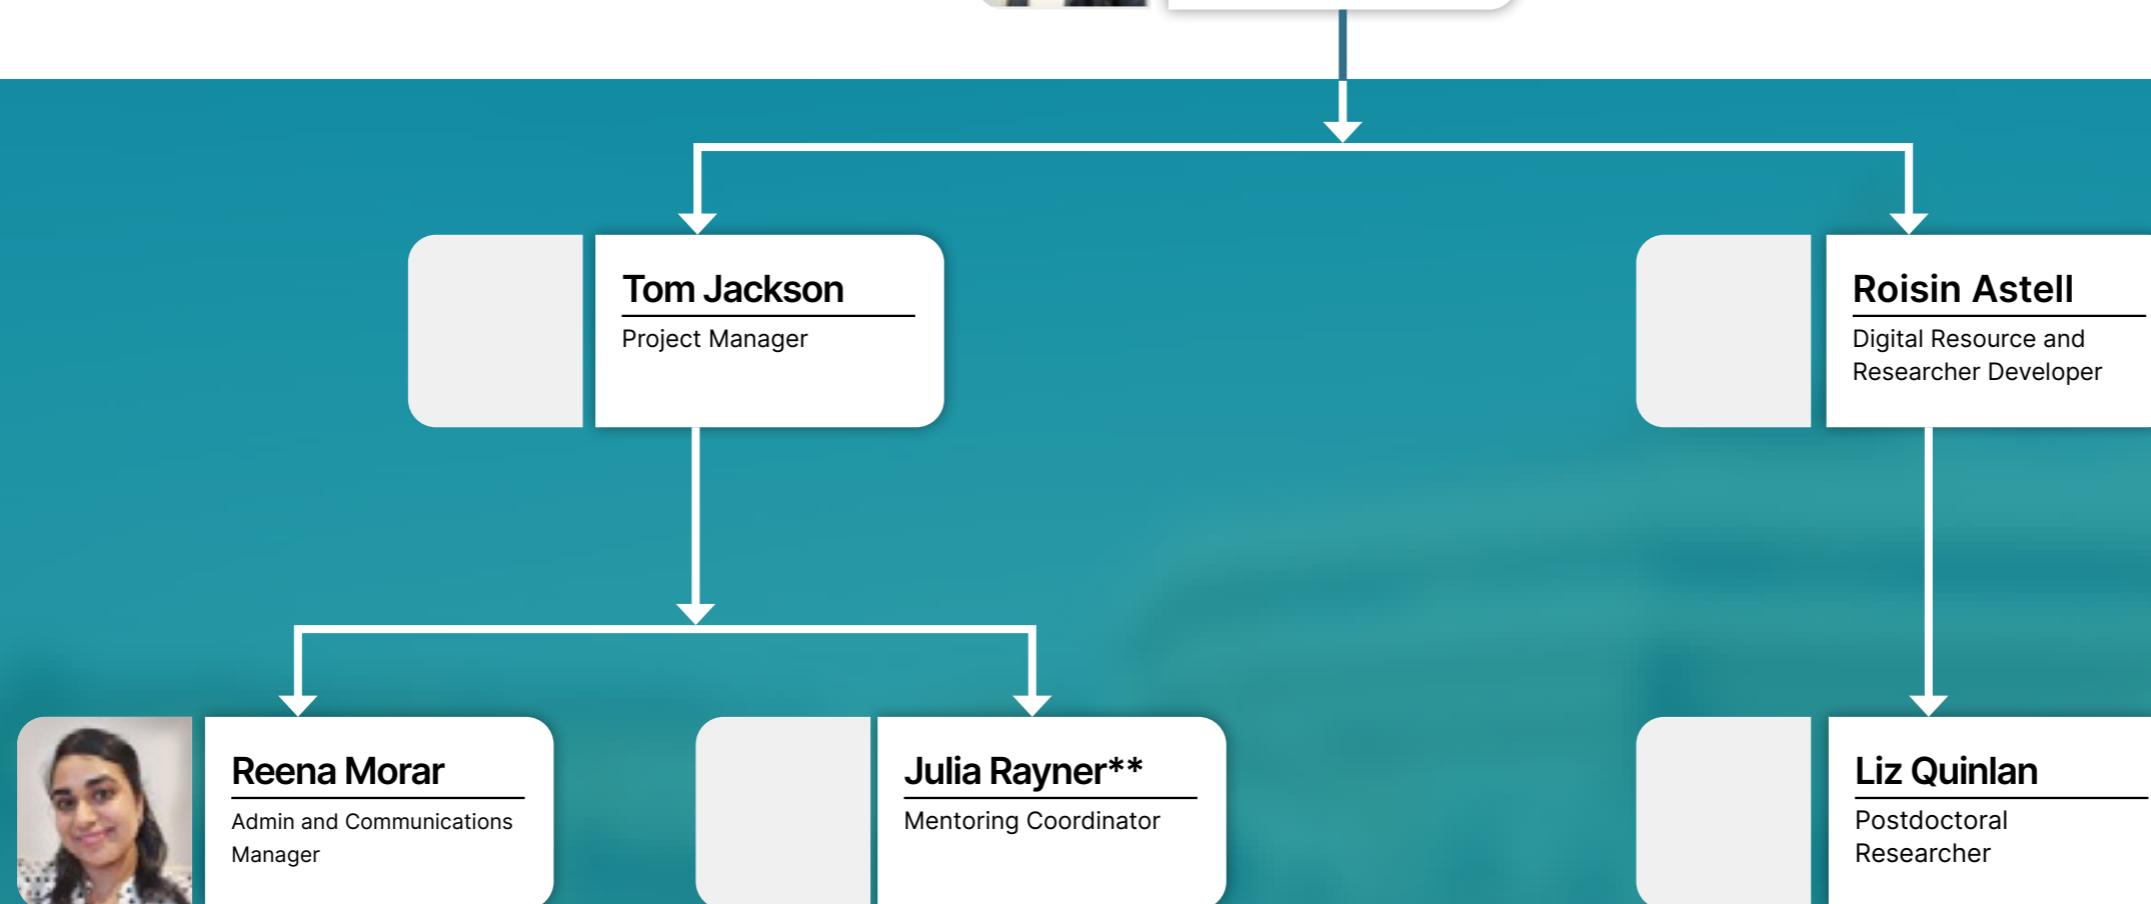 Tom Jackson
Project Manager
Roisin Astell
Digital Resource and
Researcher Developer
Reena Morar
Admin and Communications
Manager
Julia Rayner**
Mentoring Coordinator
Liz Quinlan
Postdoctoral
Researcher